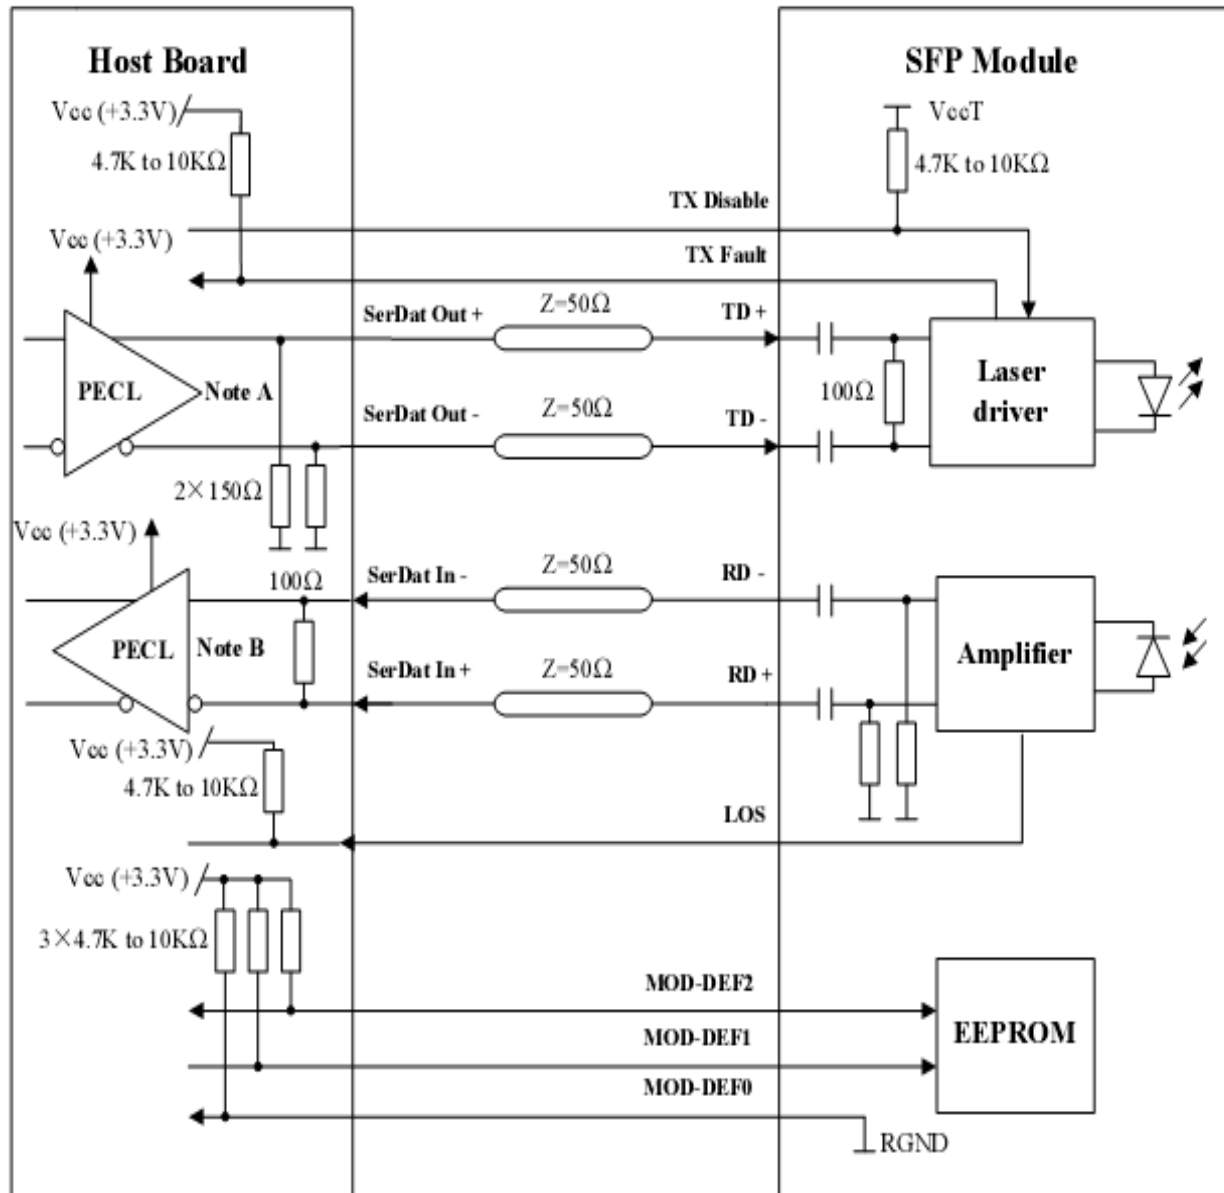 Host Board
SFP Module
Vcc (+3.3V)
VccT
4.7K to 10KΩ
4.7K to 10KΩ
TX Disable
Vcc (+3.3V)
TX Fault
SerDat Out +
Z=50Ω
TD +
PECL
Note A
100Ω
Laser
driver
SerDat Out -
Z=50Ω
TD -
2×150Ω
Vcc (+3.3V)
100Ω
SerDat In -
Z=50Ω
RD -
PECL
Note B
Amplifier
SerDat In +
Z=50Ω
RD +
Vcc (+3.3V)
4.7K to 10KΩ
LOS
Vcc (+3.3V)
3×4.7K to 10KΩ
MOD-DEF2
MOD-DEF1
EEPROM
MOD-DEF0
RGND